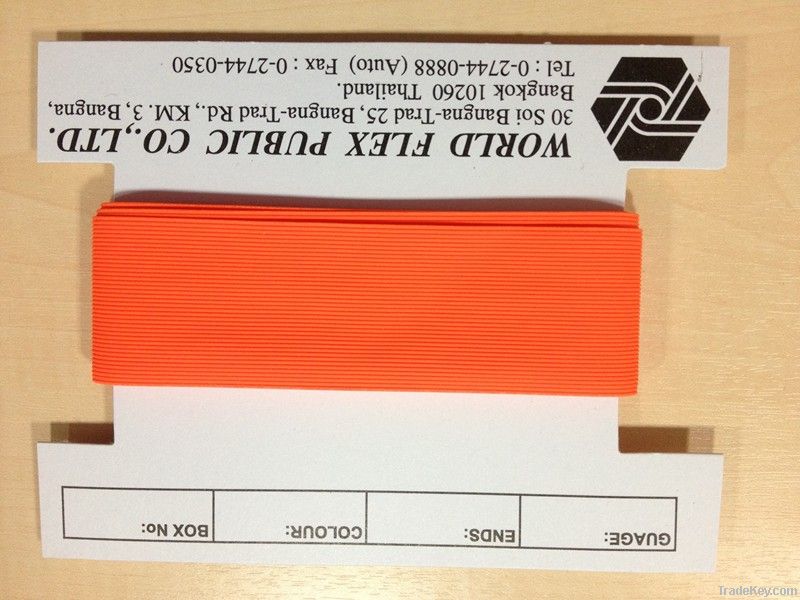 GUAGE: ENDS: COLOUR: BOX No:
WORLD FLEX PUBLIC CO.,LTD.
30 Soi Bangna-Trad 25, Bangna-Trad Rd., KM. 3, Bangna,
Bangkok 10260 Thailand.
Tel : 0-2744-0888 (Auto) Fax : 0-2744-0350
TradeKey.com